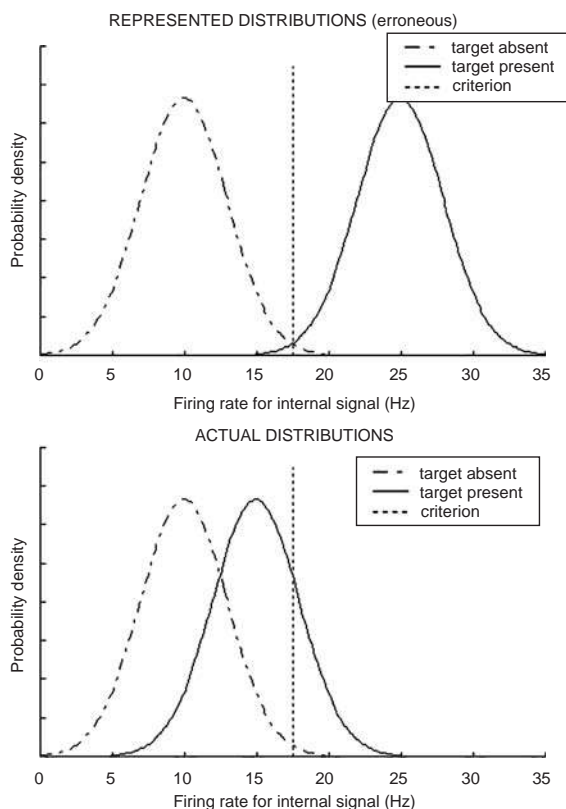 REPRESENTED DISTRIBUTIONS (erroneous)
target absent
target present
criterion
Probability density
0 5 10 15 20 25 30 35
Firing rate for internal signal (Hz)
ACTUAL DISTRIBUTIONS
target absent
target present
criterion
Probability density
0 5 10 15 20 25 30 35
Firing rate for internal signal (Hz)